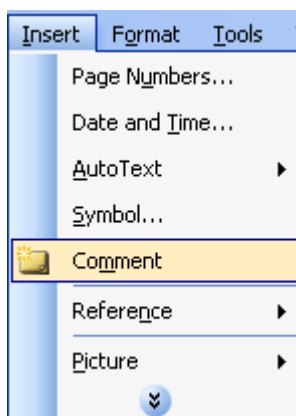 Insert Format Tools
Page Numbers...
Date and Time...
AutoText
Symbol...
Comment
Reference
Picture